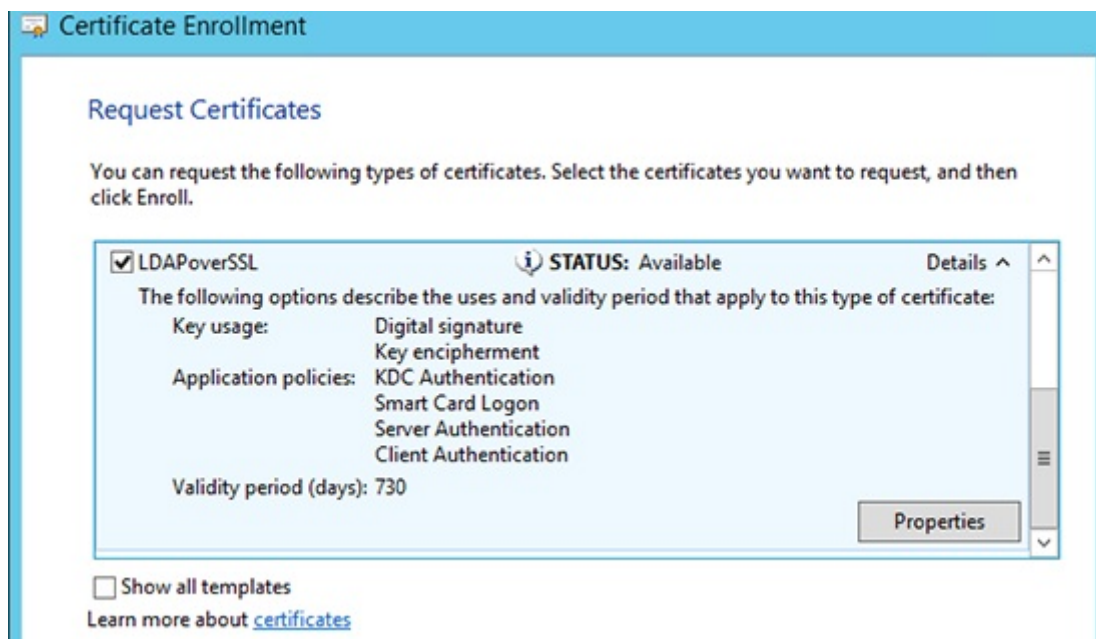 Certificate Enrollment
Request Certificates
You can request the following types of certificates. Select the certificates you want to request, and then
click Enroll.
LDAPoverSSL STATUS: Available Details
The following options describe the uses and validity period that apply to this type of certificate:
Key usage: Digital signature
Key encipherment
Application policies: KDC Authentication
Smart Card Logon
Server Authentication
Client Authentication
Validity period (days): 730
Properties
Show all templates
Learn more about certificates